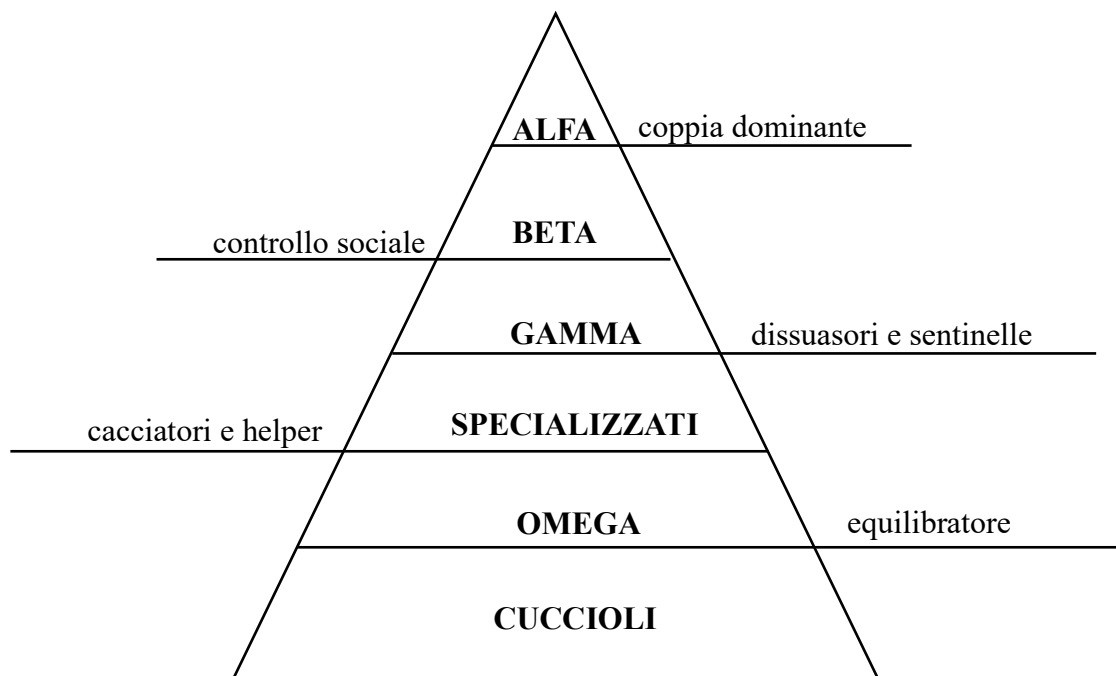 ALFA coppia dominante
controllo sociale BETA
GAMMA dissuasori e sentinelle
cacciatori e helper SPECIALIZZATI
OMEGA equilibratore
CUCCIOLI